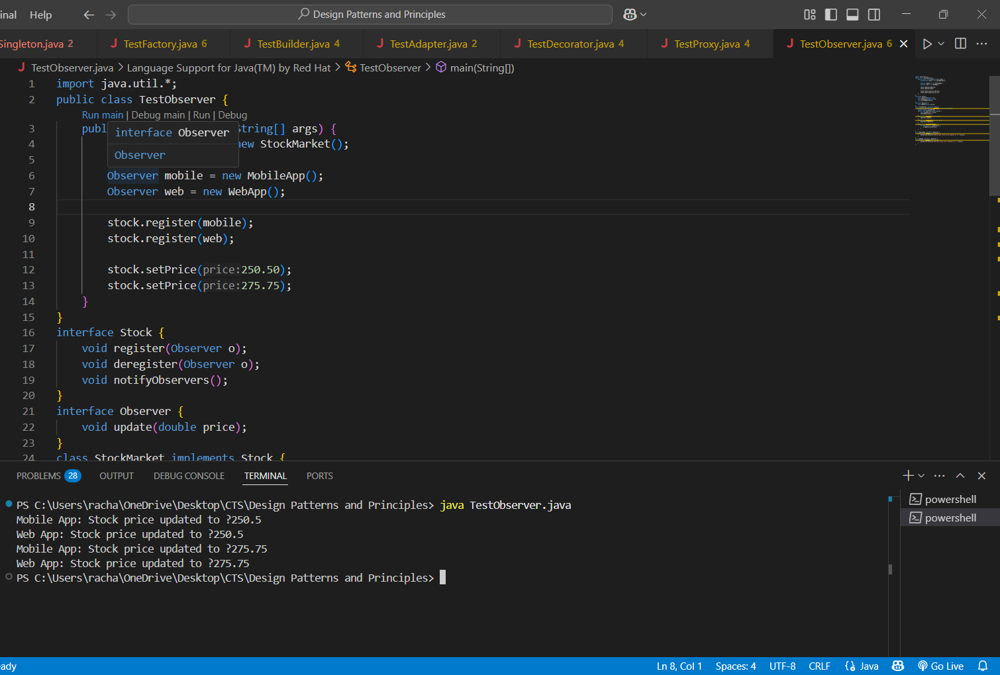 inal Help Design Patterns and Principles
Singleton.java 2 TestFactory.java 6 TestBuilder.java 4 TestAdapter.java 2 TestDecorator.java 4 TestProxy.java 4 TestObserver.java 6
TestObserver.java > Language Support for Java(TM) by Red Hat > TestObserver > main(String[])
1 import java.util.*;
2 public class TestObserver {
Run main | Debug main | Run | Debug
3 publ String[] args) {
interface Observer
4 new StockMarket();
5
Observer
6 Observer mobile = new MobileApp();
7 Observer web = new WebApp();
8
9 stock.register(mobile);
10 stock.register(web);
11
12 stock.setPrice(price:250.50);
13 stock.setPrice(price:275.75);
14 }
15 }
16 interface Stock {
17 void register(Observer o);
18 void deregister(Observer o);
19 void notifyObservers();
20 }
21 interface Observer {
22 void update(double price);
23 }
24 class StockMarket implements Stock {
PROBLEMS 28 OUTPUT DEBUG CONSOLE TERMINAL PORTS
PS C:\Users\racha\OneDrive\Desktop\CTS\Design Patterns and Principles> java TestObserver.java
Mobile App: Stock price updated to ?250.5
Web App: Stock price updated to ?250.5
Mobile App: Stock price updated to ?275.75
Web App: Stock price updated to ?275.75
PS C:\Users\racha\OneDrive\Desktop\CTS\Design Patterns and Principles>
powershell
powershell
eady Ln 8, Col 1 Spaces: 4 UTF-8 CRLF Java Go Live